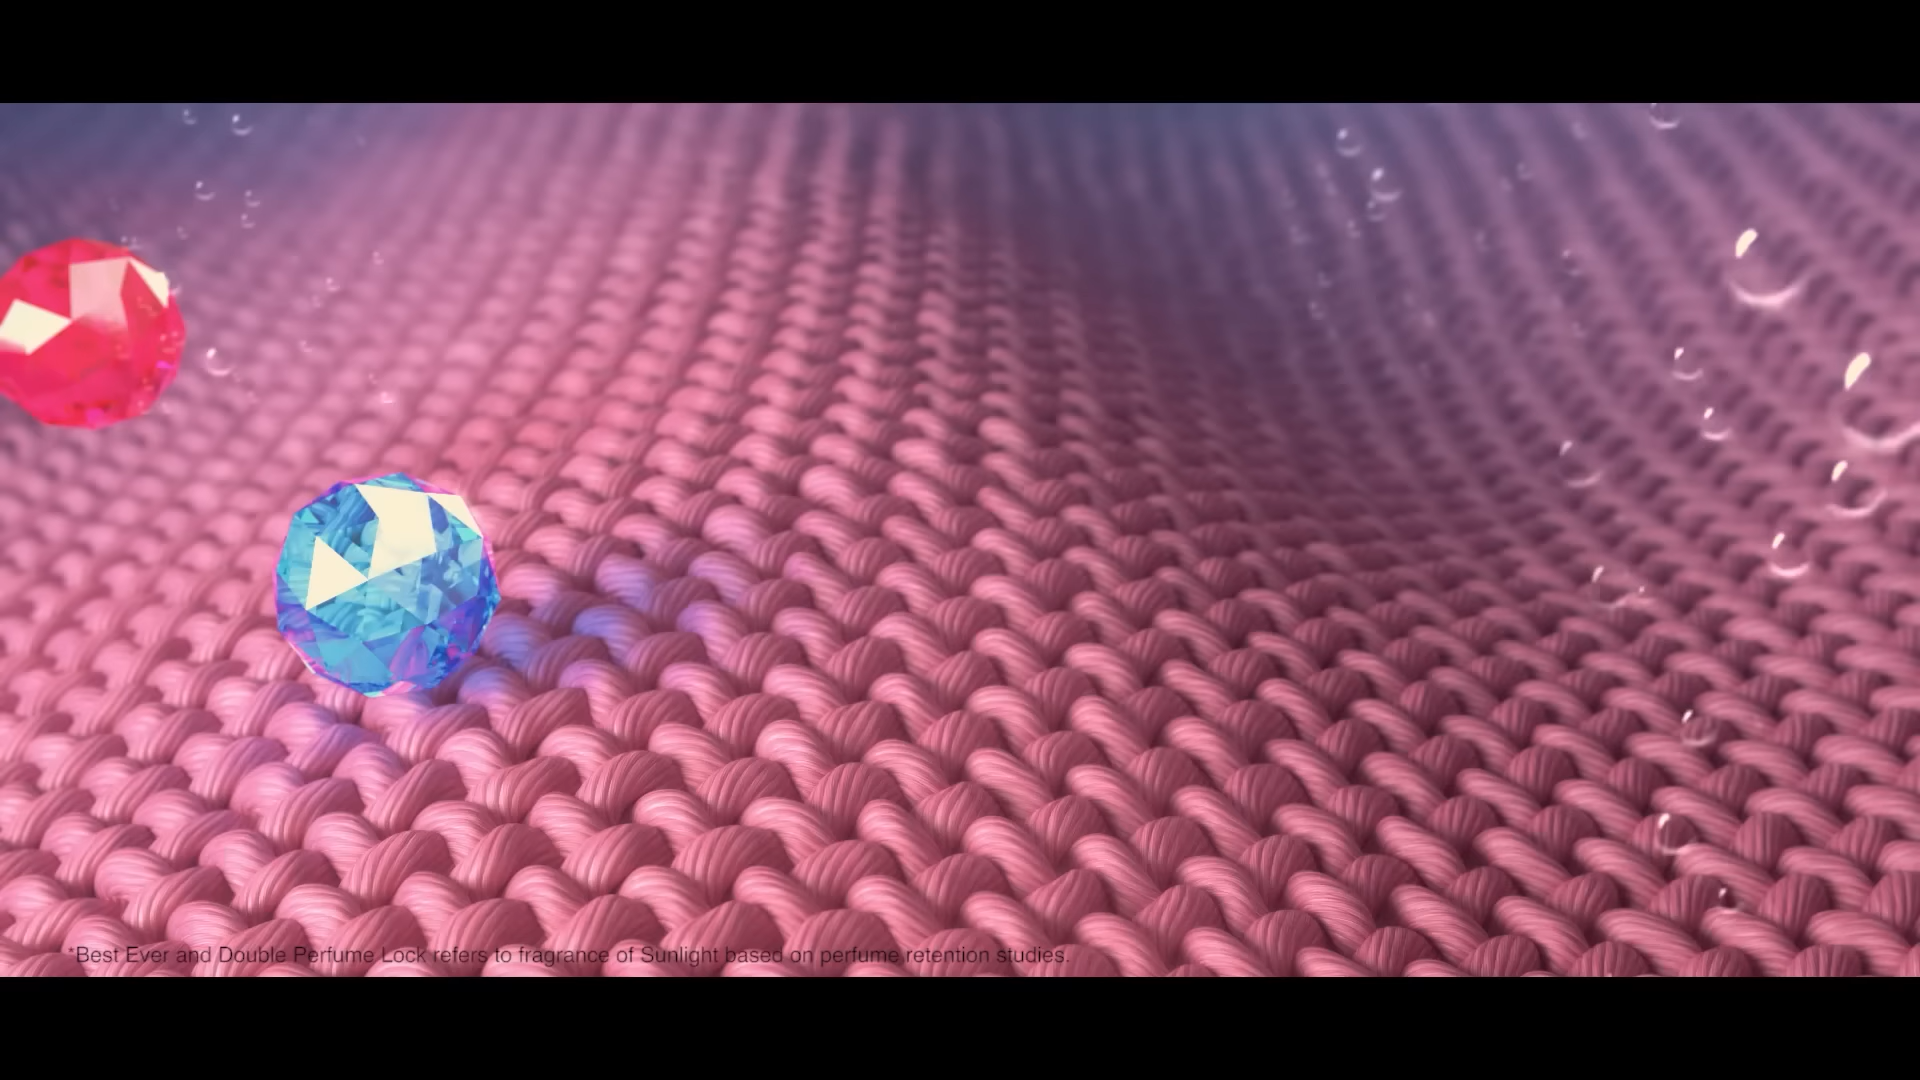 *Best Ever and Double Perfume Lock refers to fragrance of Sunlight based on perfume retention studies.